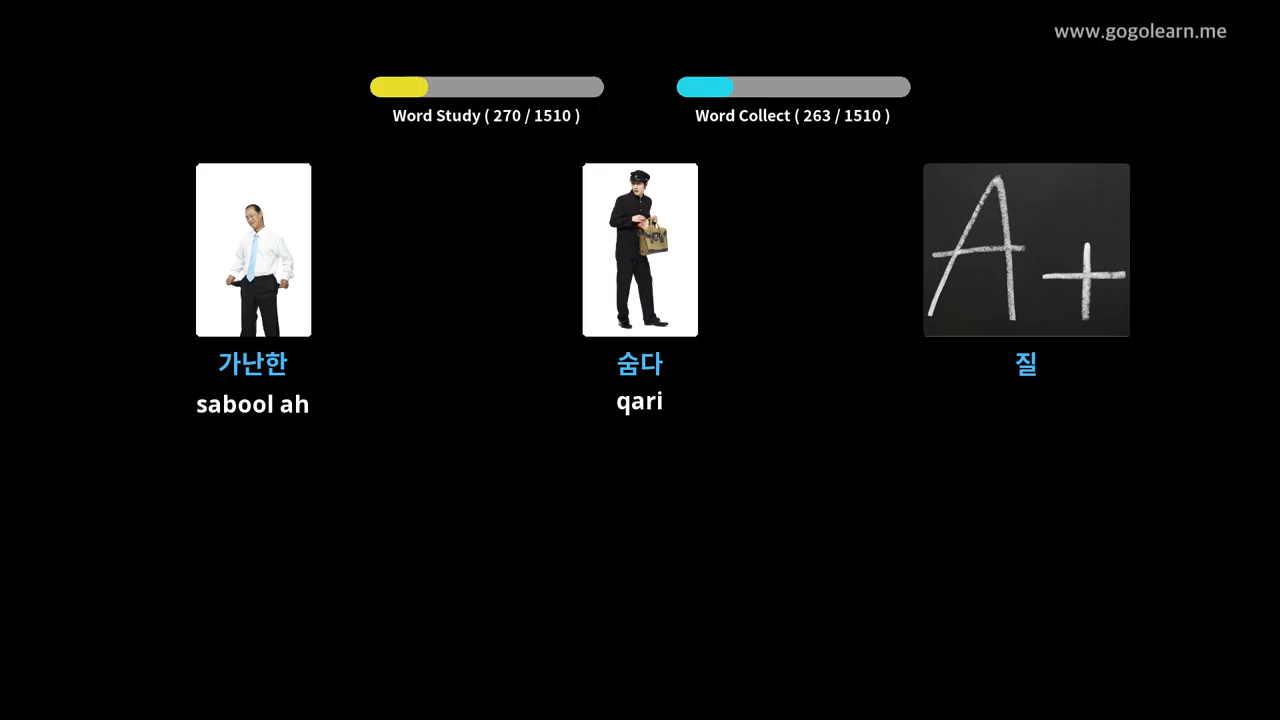 www.gogolearn.me
Word Study ( 270 / 1510 )
Word Collect ( 263 / 1510 )
A+
가난한
sabool ah
숨다
qari
질